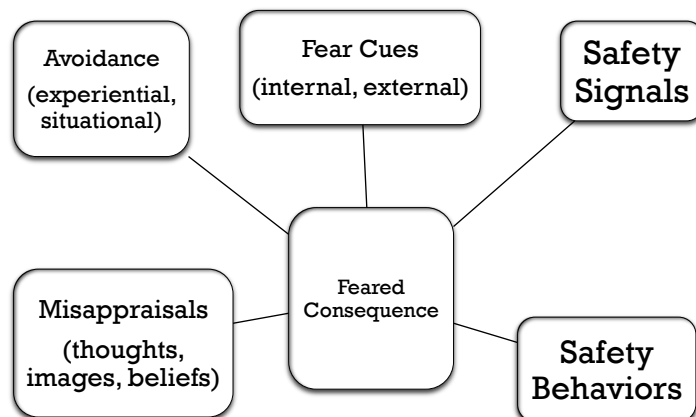 Avoidance
(experiential,
situational)
Fear Cues
(internal, external)
Safety
Signals
Feared
Consequence
Misappraisals
(thoughts,
images, beliefs)
Safety
Behaviors